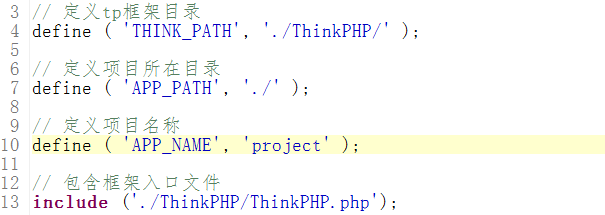 3 // 定义tp框架目录
4 define ( 'THINK_PATH', './ThinkPHP/' );
5
6 // 定义项目所在目录
7 define ( 'APP_PATH', './' );
8
9 // 定义项目名称
10 define ( 'APP_NAME', 'project' );
11
12 // 包含框架入口文件
13 include ('./ThinkPHP/ThinkPHP.php');